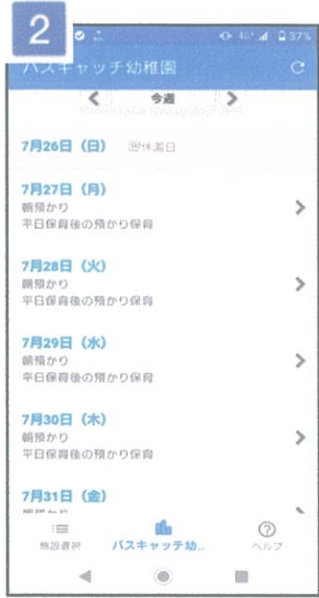 2
37%
バスキャッチ幼稚園
今週
7月26日 (日) 休園日
7月27日 (月)
朝預かり
平日保育後の預かり保育
7月28日 (火)
朝預かり
平日保育後の預かり保育
7月29日 (水)
朝預かり
平日保育後の預かり保育
7月30日 (木)
朝預かり
平日保育後の預かり保育
7月31日 (金)
施設選択 バスキャッチ幼... ヘルプ